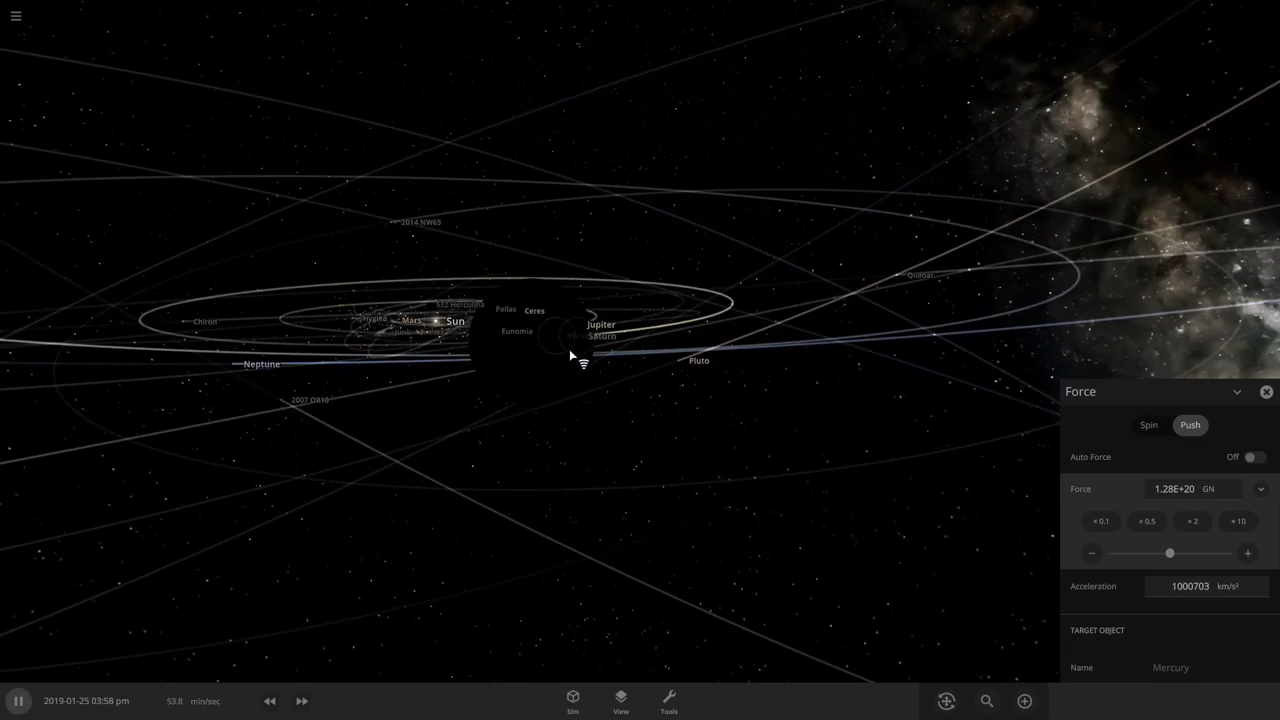 2014 NW65
Quaoar
532 Herculina
Pallas
Ceres
Chiron
Hygiea
Mars
Sun
Jupiter
Eunomia
Saturn
Neptune
Pluto
2007 OR10
Force
Spin
Push
Auto Force
Off
Force
1.28E+20 GN
× 0.1
× 0.5
× 2
× 10
Acceleration
1000703 km/s²
TARGET OBJECT
Name
Mercury
2019-01-25 03:58 pm
53.8 min/sec
Sim
View
Tools